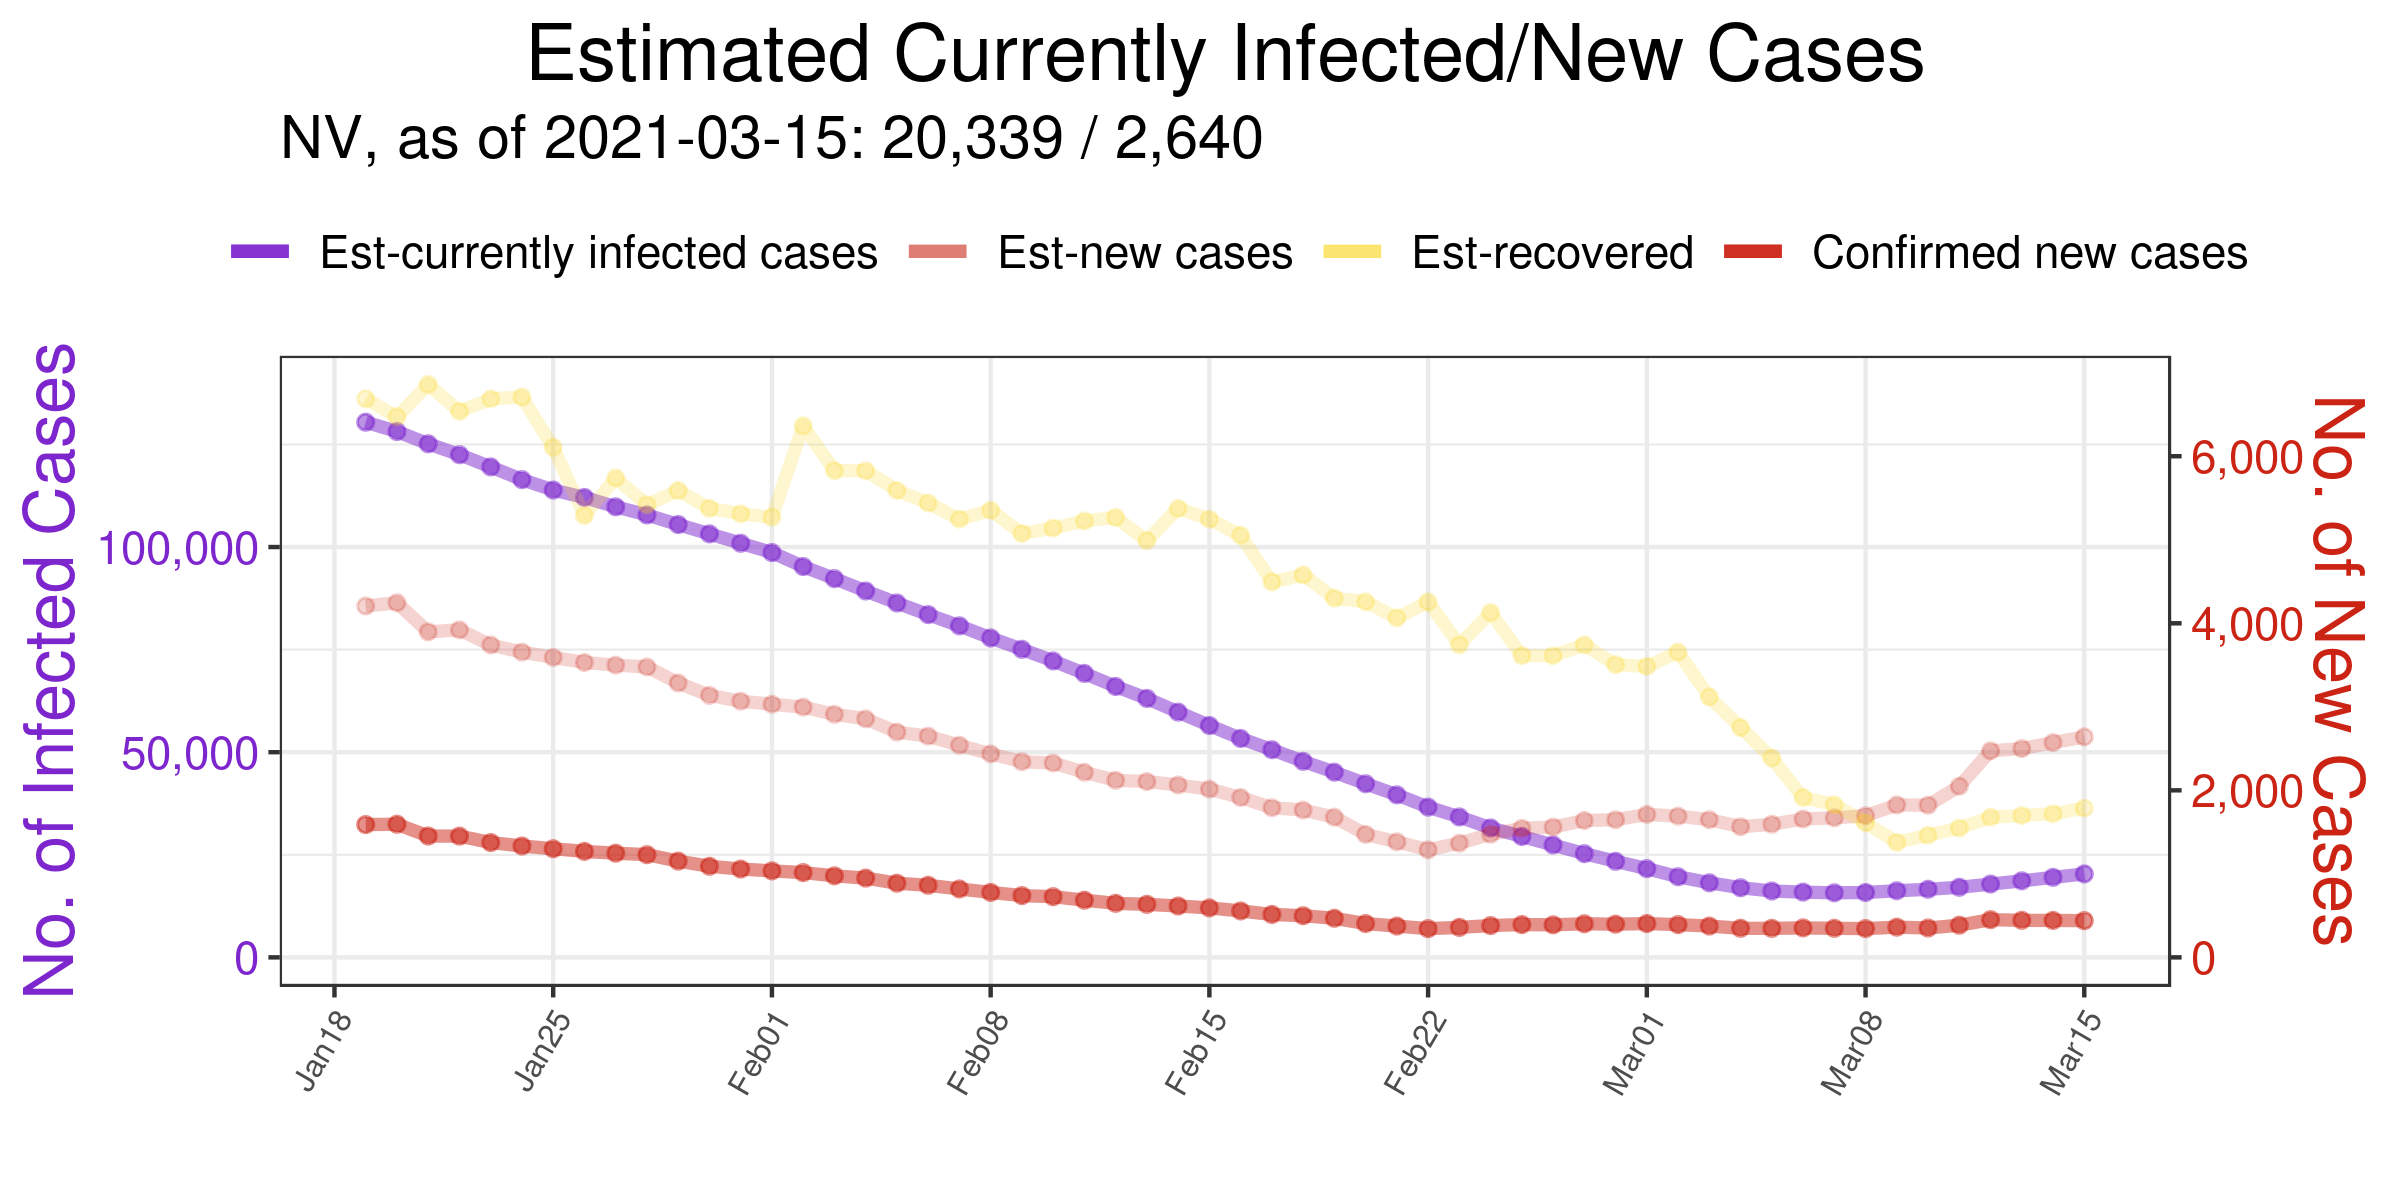 Estimated Currently Infected/New Cases
NV, as of 2021-03-15: 20,339 / 2,640
Est-currently infected cases Est-new cases Est-recovered Confirmed new cases
No. of Infected Cases
100,000
50,000
0
6,000
4,000
2,000
0
No. of New Cases
Jan18 Jan25 Feb01 Feb08 Feb15 Feb22 Mar01 Mar08 Mar15